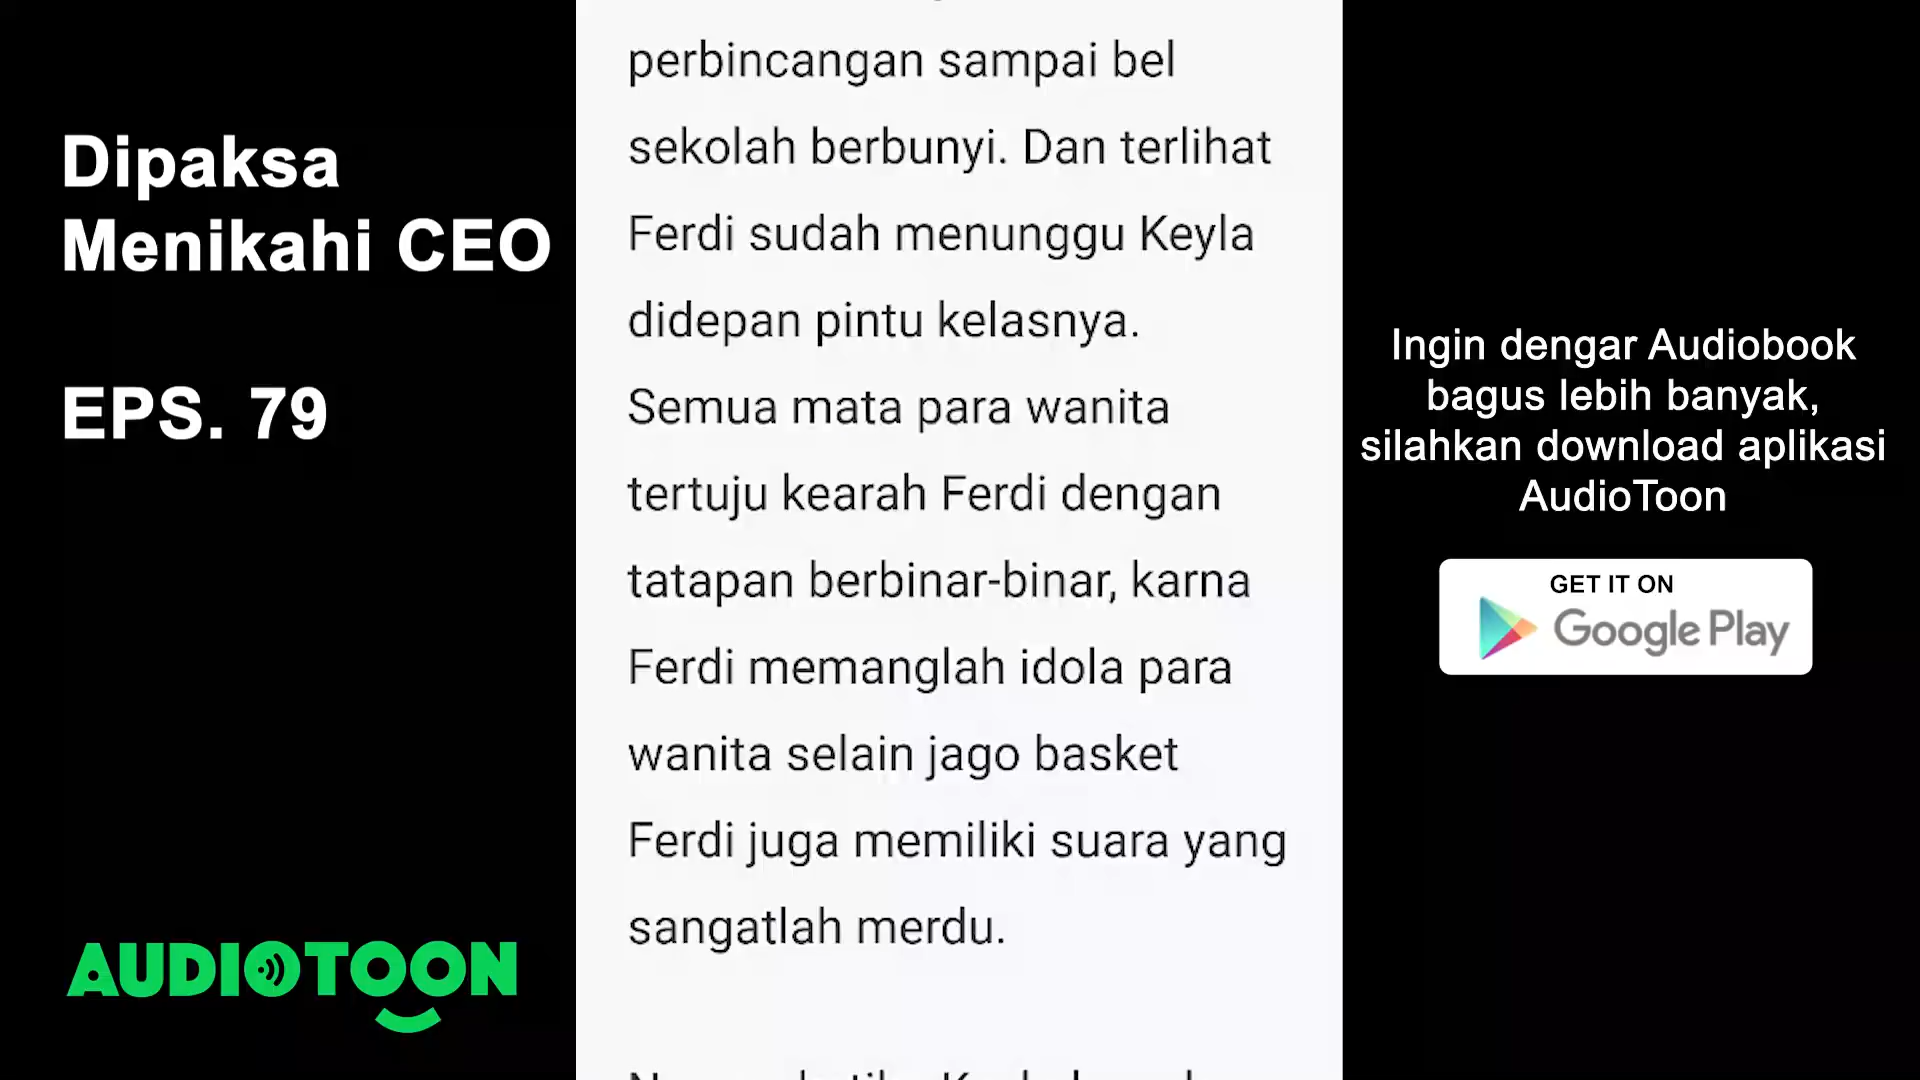 Dipaksa
Menikahi CEO
EPS. 79
AUDIOTOON
perbincangan sampai bel
sekolah berbunyi. Dan terlihat
Ferdi sudah menunggu Keyla
didepan pintu kelasnya.
Semua mata para wanita
tertuju kearah Ferdi dengan
tatapan berbinar-binar, karna
Ferdi memanglah idola para
wanita selain jago basket
Ferdi juga memiliki suara yang
sangatlah merdu.
Ingin dengar Audiobook
bagus lebih banyak,
silahkan download aplikasi
AudioToon
GET IT ON
Google Play